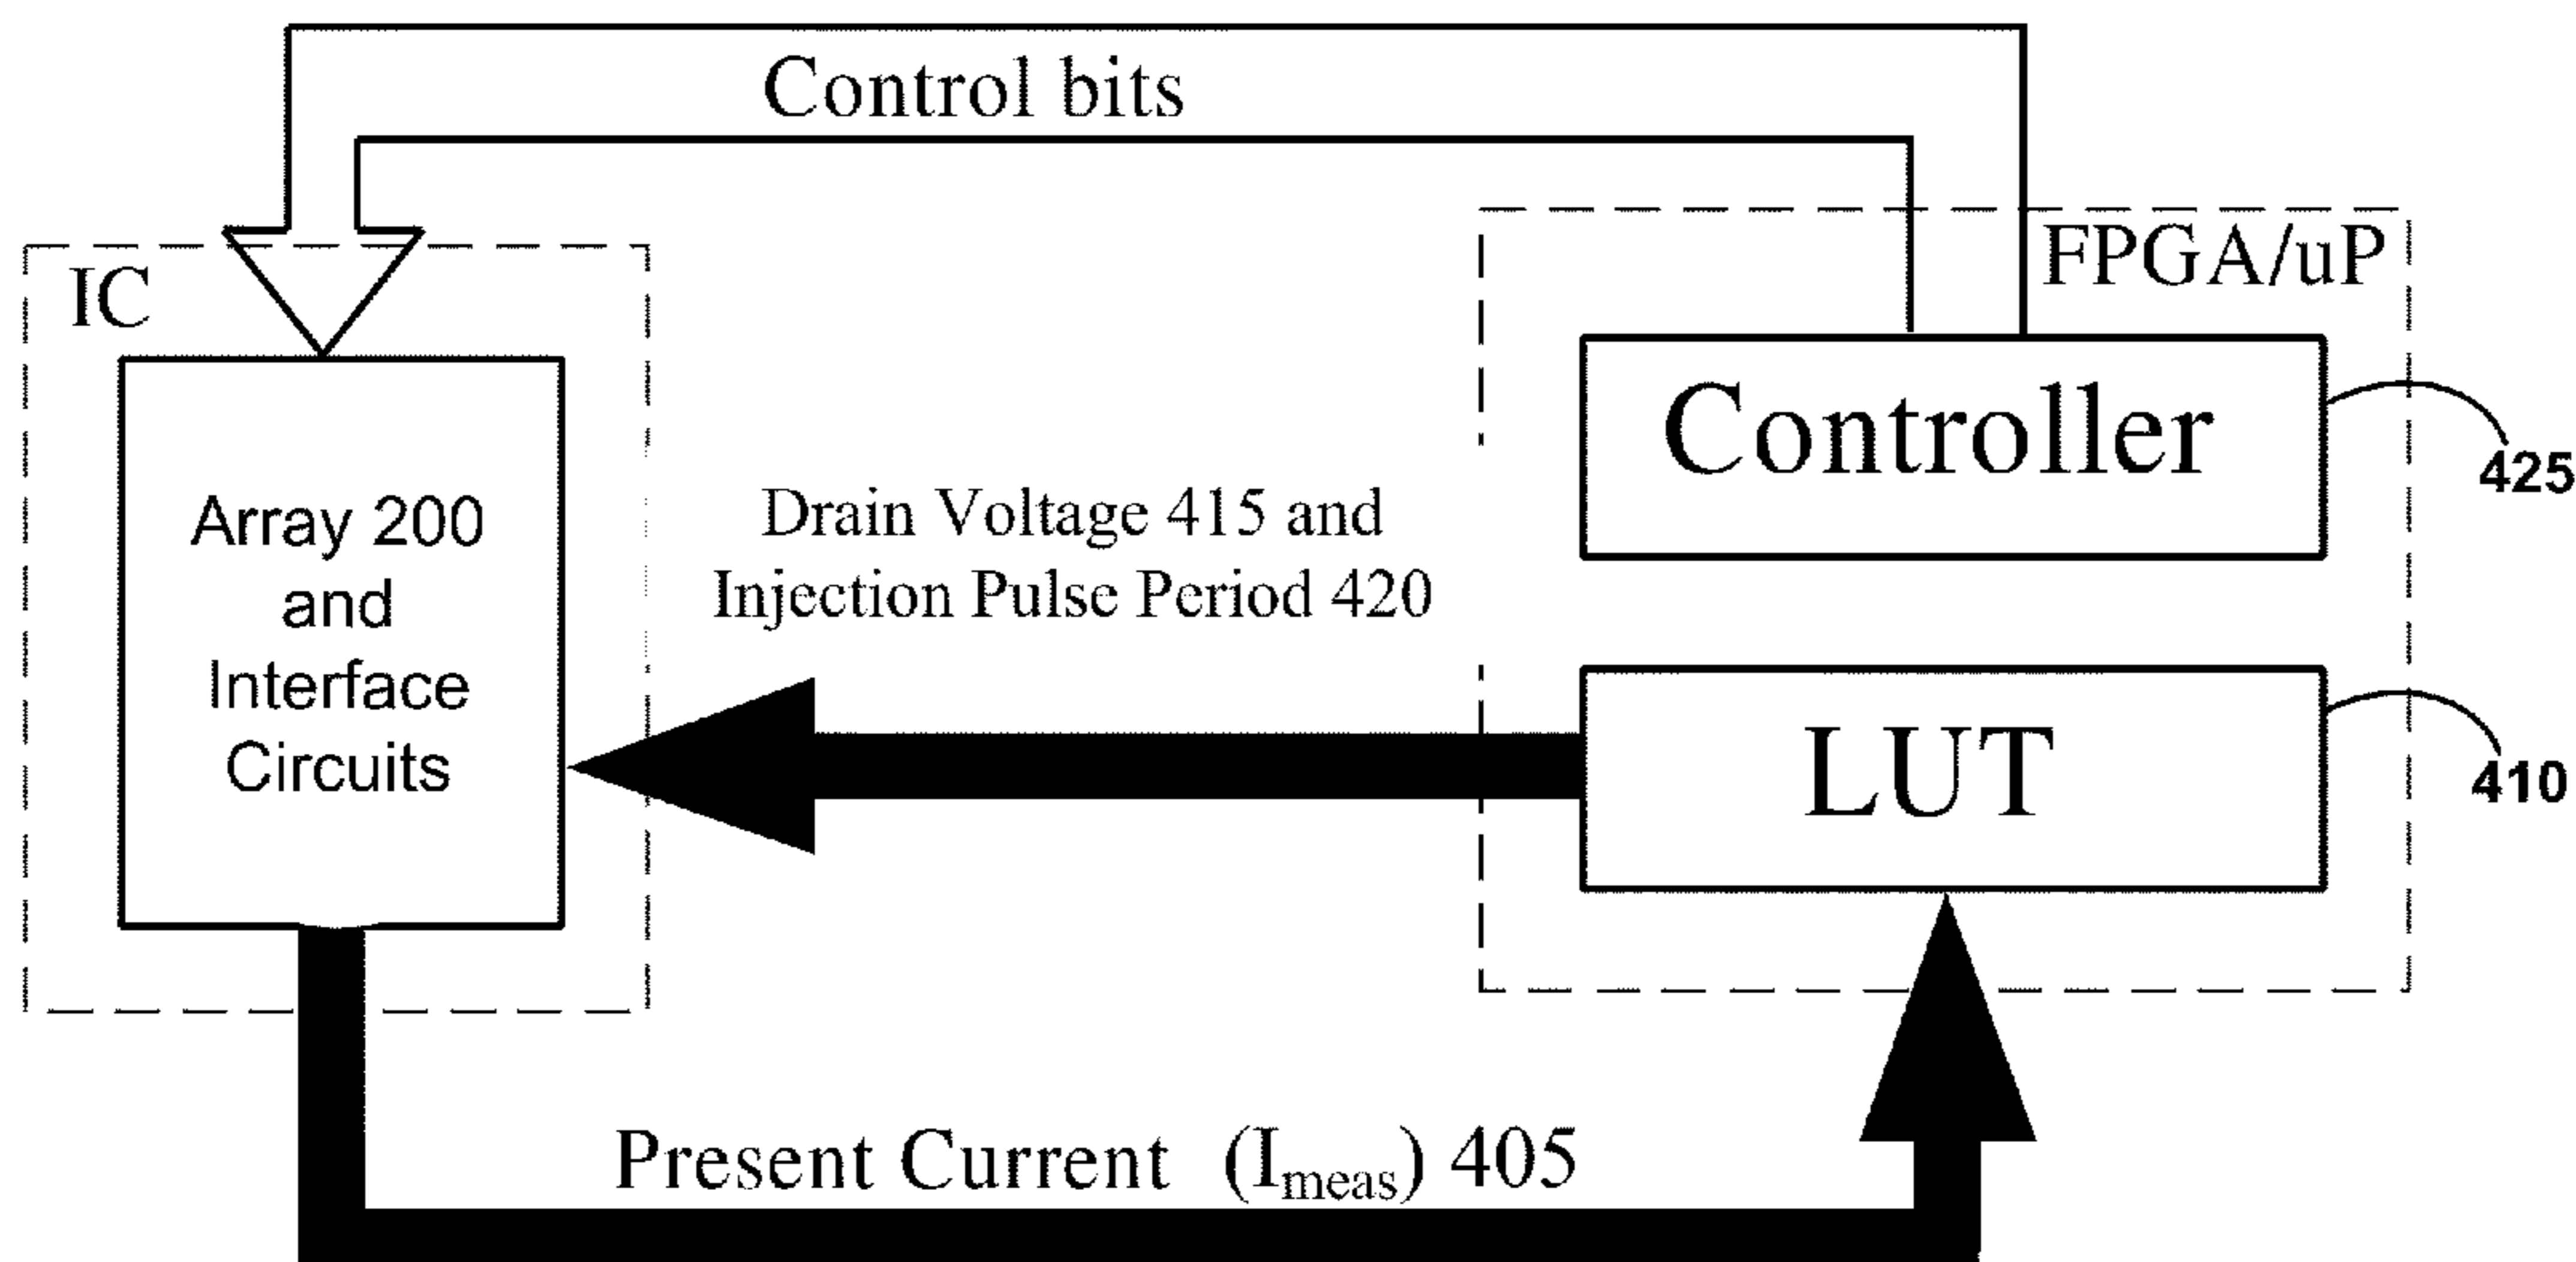 Control bits
IC
FPGA/uP
Controller
425
Array 200
and
Interface
Circuits
Drain Voltage 415 and
Injection Pulse Period 420
LUT
410
Present Current (Imeas) 405